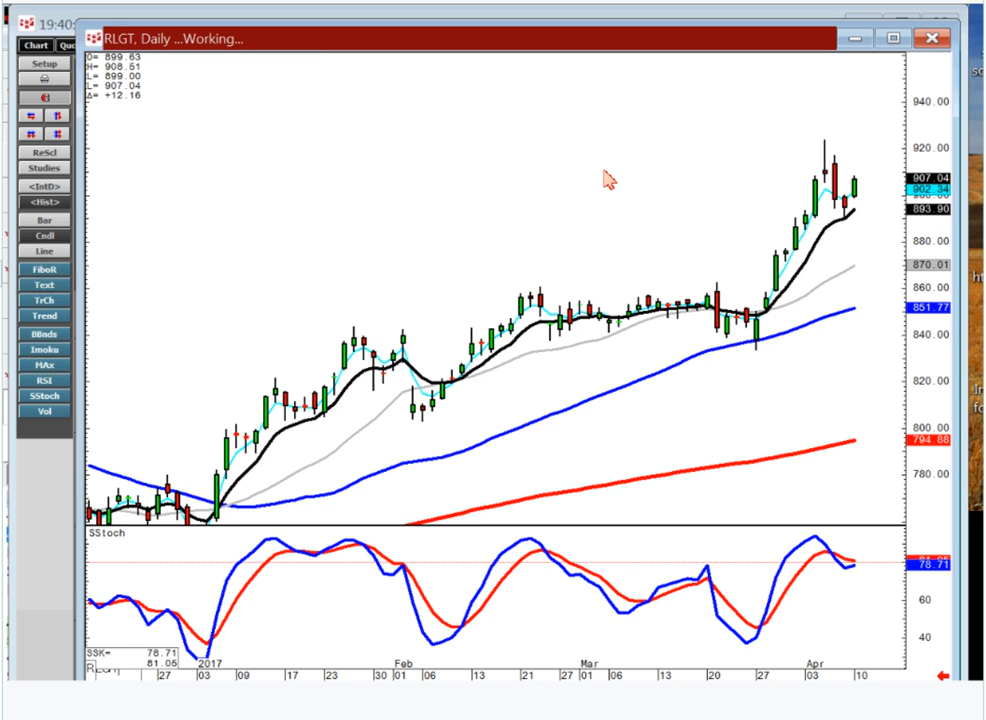 19:40:
RLGT, Daily ...Working...
Chart
Quo
Setup
ReScl
Studies
<IntD>
<Hist>
Bar
Cndl
Line
FiboR
Text
TrCh
Trend
BBnds
Imoku
MAx
RSI
SStoch
Vol
O= 899.63
H= 908.51
L= 899.00
L= 907.04
Δ= +12.16
940.00
920.00
907.04
902.34
893.90
880.00
870.01
860.00
851.77
840.00
820.00
800.00
794.88
780.00
SStoch
81.05
78.71
60
40
SSK= 78.71
81.05
2017 Feb Mar Apr
27 03 09 17 23 30 01 06 13 21 27 01 06 13 20 27 03 10